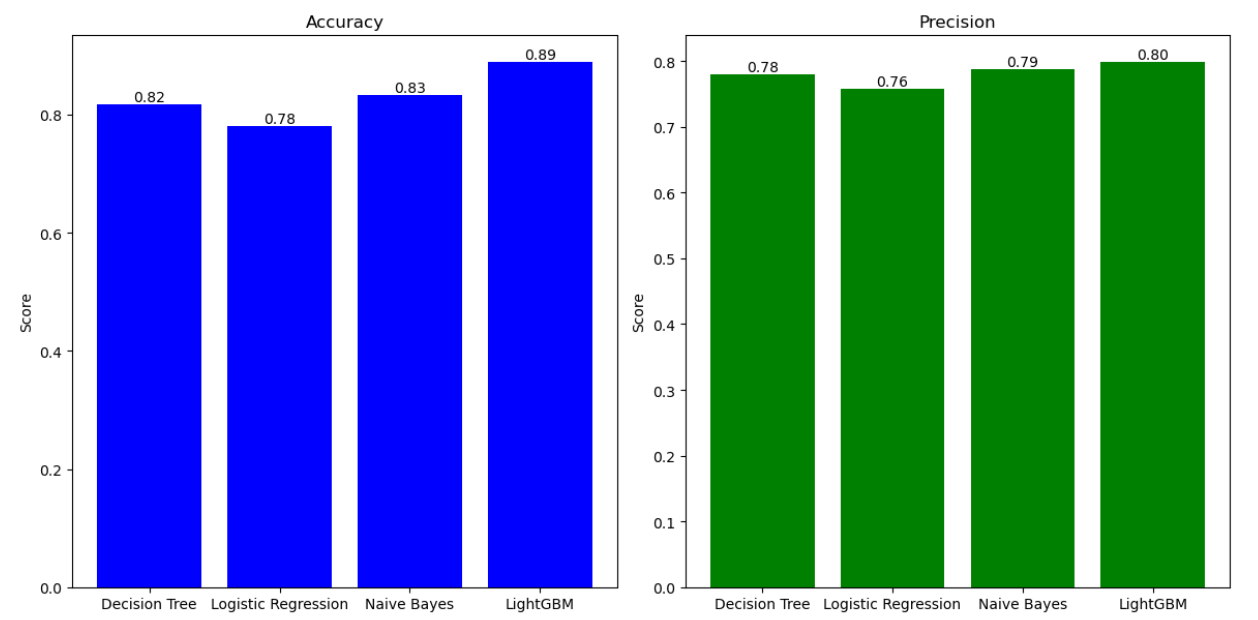 Accuracy
Score
0.8
0.6
0.4
0.2
0.0
0.82
0.78
0.83
0.89
Decision Tree
Logistic Regression
Naive Bayes
LightGBM
Precision
Score
0.8
0.7
0.6
0.5
0.4
0.3
0.2
0.1
0.0
0.78
0.76
0.79
0.80
Decision Tree
Logistic Regression
Naive Bayes
LightGBM